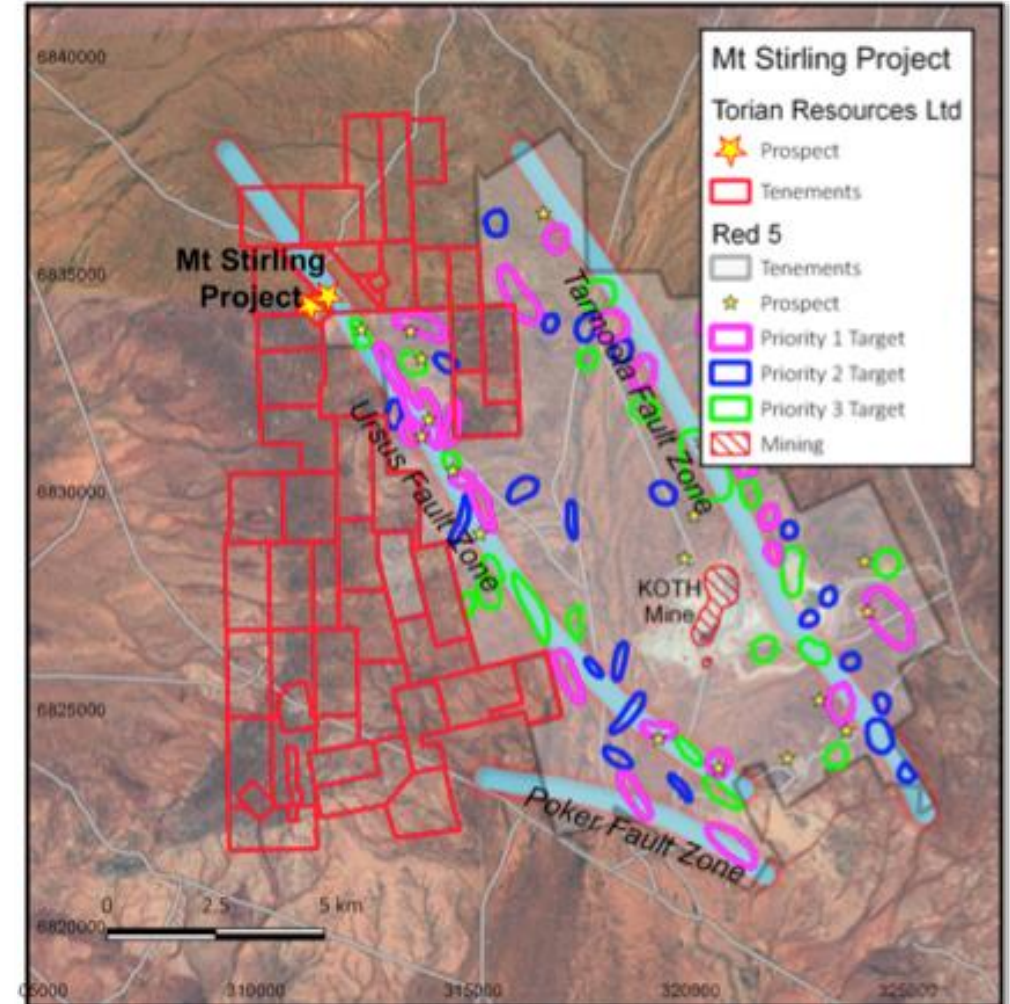 6840000
6835000
6830000
6825000
6820000
05000
310000
315000
320000
325000
Mt Stirling
Project
Tarmoola Fault Zone
Ursus Fault Zone
Poker Fault Zone
KOTH
Mine
0 2.5 5 km
Mt Stirling Project
Torian Resources Ltd
Prospect
Tenements
Red 5
Tenements
Prospect
Priority 1 Target
Priority 2 Target
Priority 3 Target
Mining